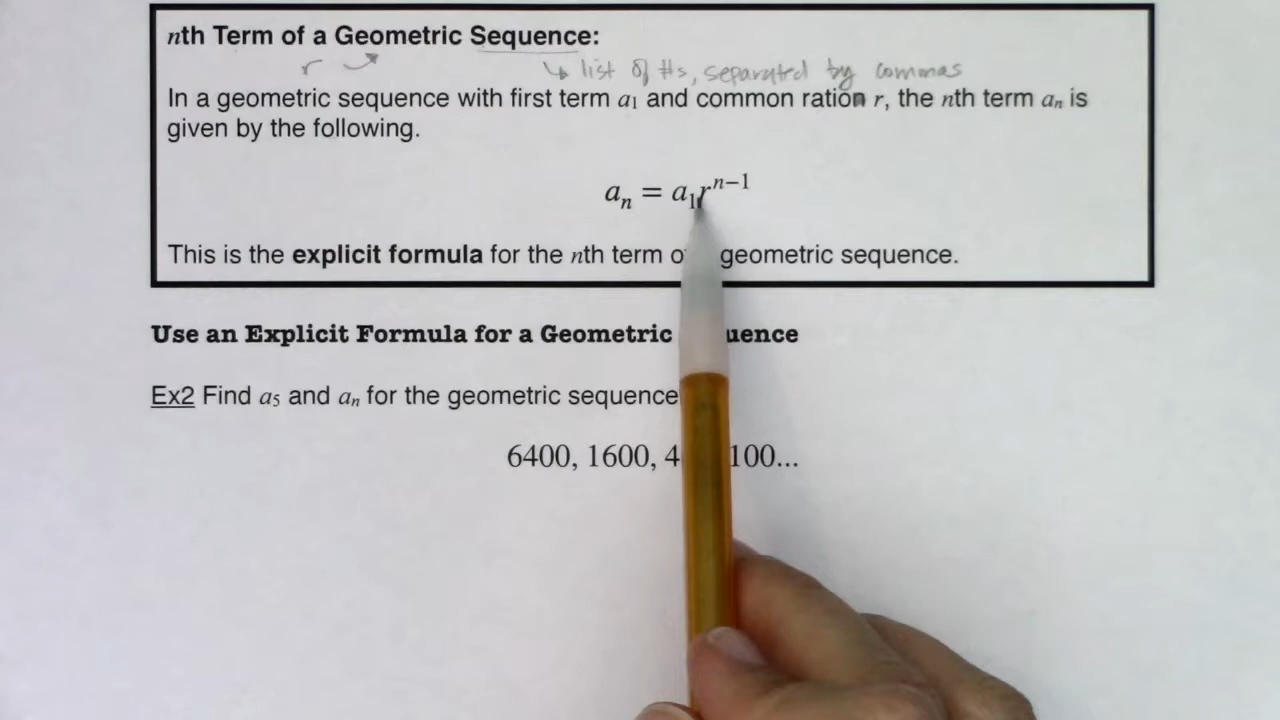 nth Term of a Geometric Sequence:
r ↳ list of #s, separated by commas
In a geometric sequence with first term a₁ and common ration r, the nth term aₙ is
given by the following.
aₙ = a₁rⁿ⁻¹
This is the explicit formula for the nth term geometric sequence.
Use an Explicit Formula for a Geometric
Ex2 Find a₅ and aₙ for the geometric sequence
6400, 1600, 4 100...